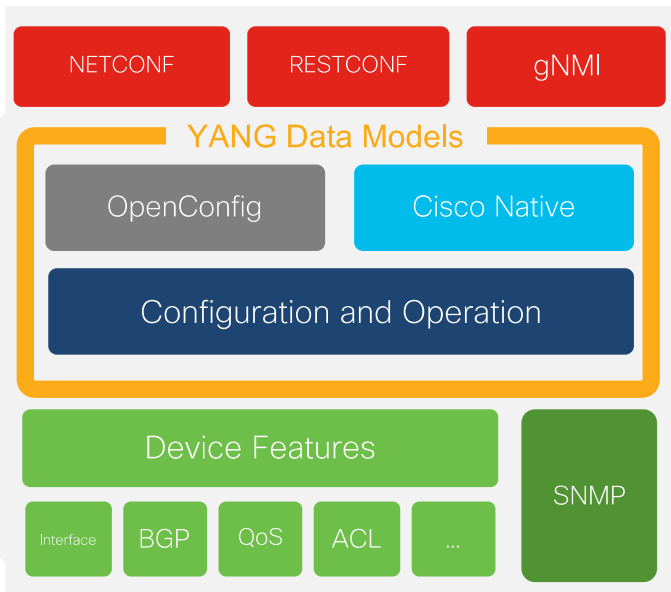 NETCONF
RESTCONF
gNMI
YANG Data Models
OpenConfig
Cisco Native
Configuration and Operation
Device Features
SNMP
Interface
BGP
QoS
ACL
...